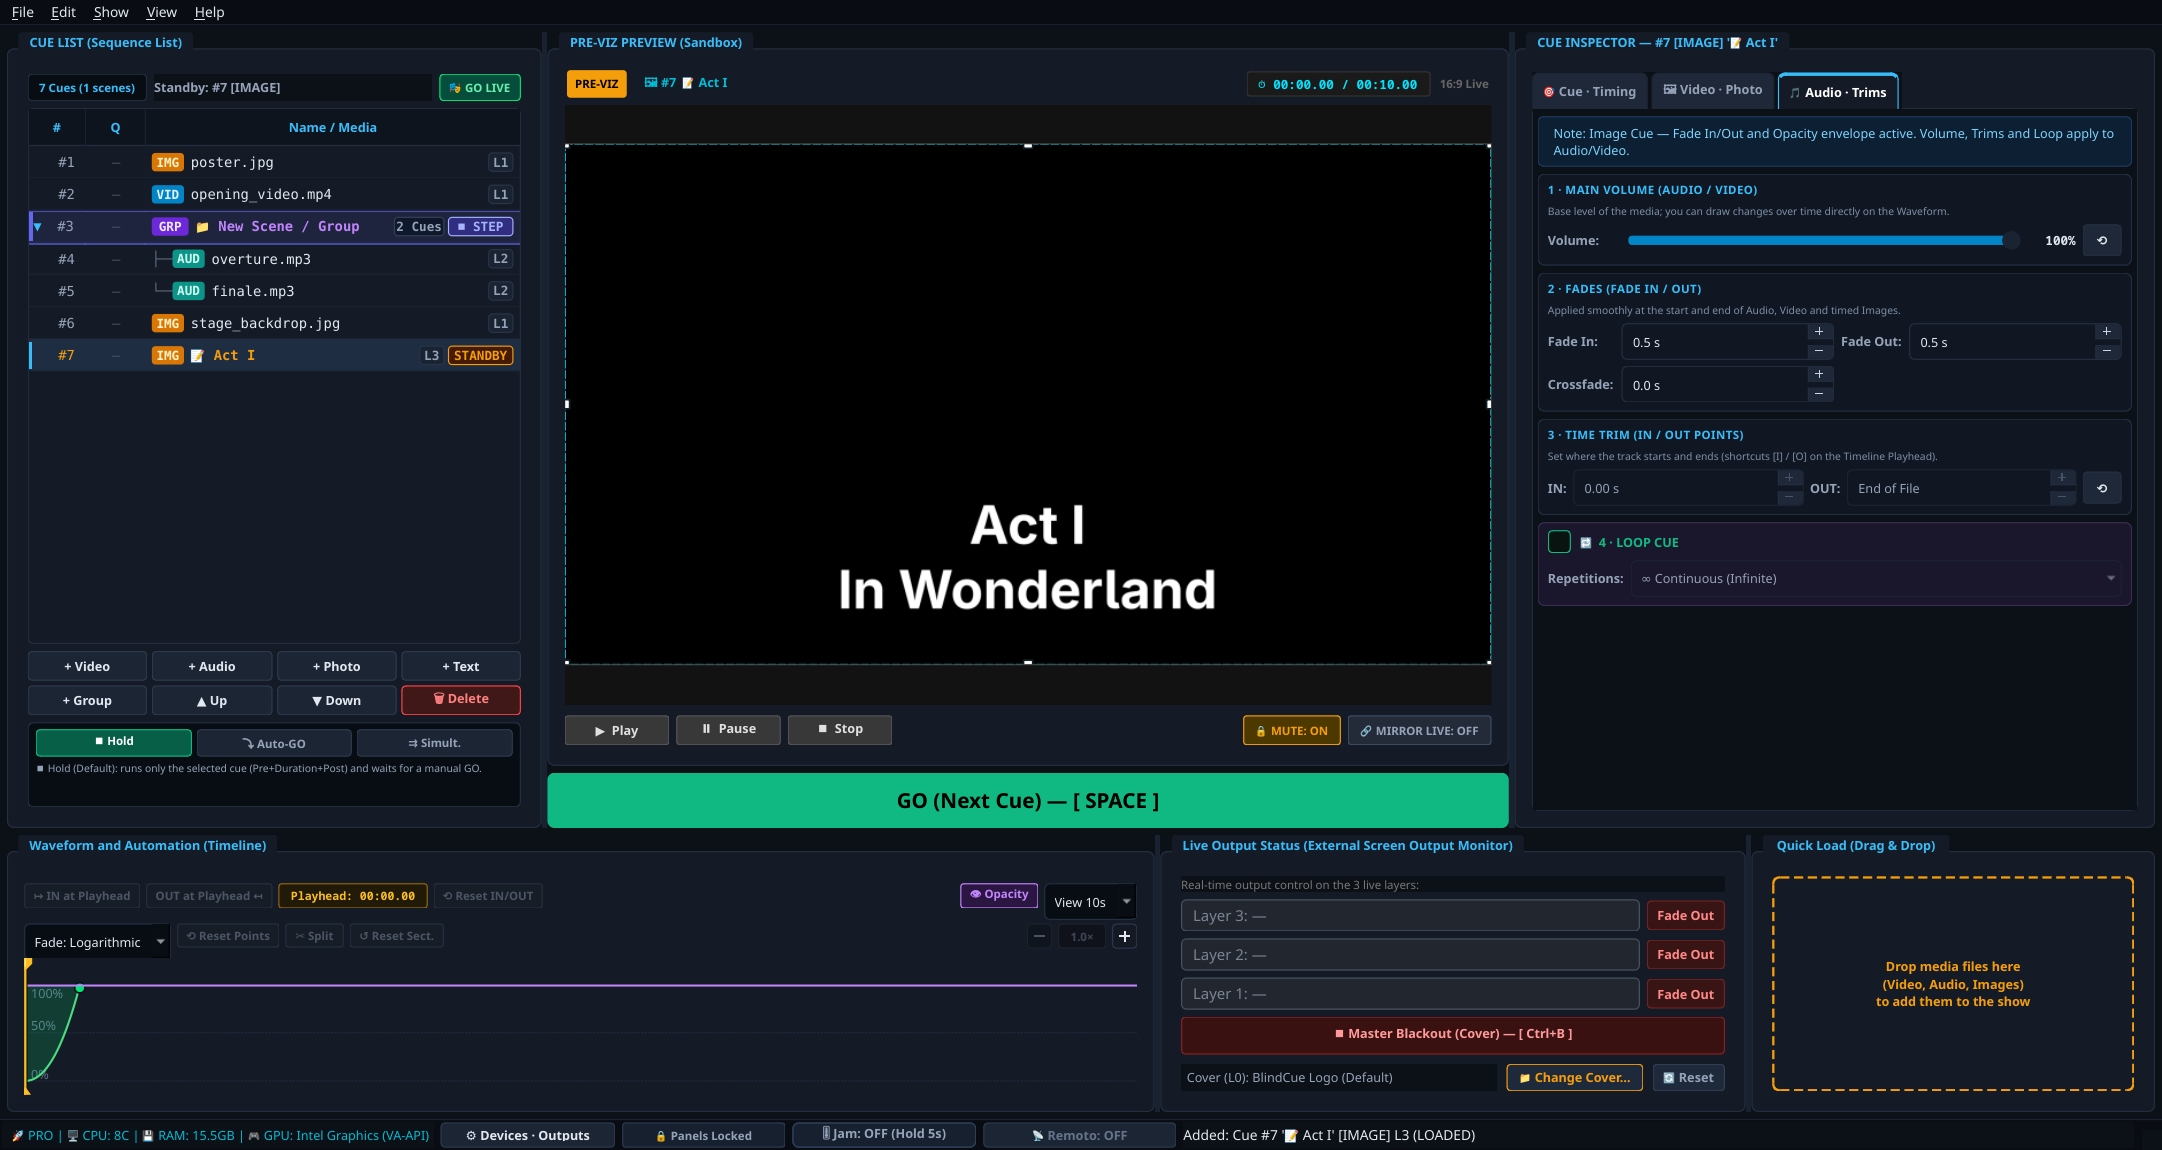 File Edit Show View Help
CUE LIST (Sequence List)
7 Cues (1 scenes) Standby: #7 [IMAGE] 🎭 GO LIVE
# Q Name / Media
#1 — IMG poster.jpg L1
#2 — VID opening_video.mp4 L1
▼ #3 — GRP 📁 New Scene / Group 2 Cues ⏹ STEP
#4 — AUD overture.mp3 L2
#5 — AUD finale.mp3 L2
#6 — IMG stage_backdrop.jpg L1
#7 — IMG 📝 Act I L3 STANDBY
+ Video + Audio + Photo + Text
+ Group ▲ Up ▼ Down 🗑 Delete
⏹ Hold ⤵ Auto-GO ⇉ Simult.
⏹ Hold (Default): runs only the selected cue (Pre+Duration+Post) and waits for a manual GO.
PRE-VIZ PREVIEW (Sandbox)
PRE-VIZ 🖼 #7 📝 Act I ⏱ 00:00.00 / 00:10.00 16:9 Live
Act I
In Wonderland
▶ Play ⏸ Pause ⏹ Stop 🔒 MUTE: ON 🔗 MIRROR LIVE: OFF
GO (Next Cue) — [ SPACE ]
CUE INSPECTOR — #7 [IMAGE] '📝 Act I'
🎯 Cue · Timing 🖼 Video · Photo 🎵 Audio · Trims
Note: Image Cue — Fade In/Out and Opacity envelope active. Volume, Trims and Loop apply to
Audio/Video.
1 · MAIN VOLUME (AUDIO / VIDEO)
Base level of the media; you can draw changes over time directly on the Waveform.
Volume: 100% ⟲
2 · FADES (FADE IN / OUT)
Applied smoothly at the start and end of Audio, Video and timed Images.
Fade In: 0.5 s + − Fade Out: 0.5 s + −
Crossfade: 0.0 s + −
3 · TIME TRIM (IN / OUT POINTS)
Set where the track starts and ends (shortcuts [I] / [O] on the Timeline Playhead).
IN: 0.00 s + − OUT: End of File + − ⟲
🔁 4 · LOOP CUE
Repetitions: ∞ Continuous (Infinite)
Waveform and Automation (Timeline)
↦ IN at Playhead OUT at Playhead ↤ Playhead: 00:00.00 ⟲ Reset IN/OUT 👁 Opacity View 10s
Fade: Logarithmic ⟲ Reset Points ✂ Split ↺ Reset Sect. − 1.0× +
100%
50%
0%
Live Output Status (External Screen Output Monitor)
Real-time output control on the 3 live layers:
Layer 3: — Fade Out
Layer 2: — Fade Out
Layer 1: — Fade Out
⏹ Master Blackout (Cover) — [ Ctrl+B ]
Cover (L0): BlindCue Logo (Default) 📁 Change Cover... 🔄 Reset
Quick Load (Drag & Drop)
Drop media files here
(Video, Audio, Images)
to add them to the show
🚀 PRO | 🖥 CPU: 8C | 💾 RAM: 15.5GB | 🎮 GPU: Intel Graphics (VA-API) ⚙ Devices · Outputs 🔒 Panels Locked 🎚 Jam: OFF (Hold 5s) 📡 Remoto: OFF Added: Cue #7 '📝 Act I' [IMAGE] L3 (LOADED)